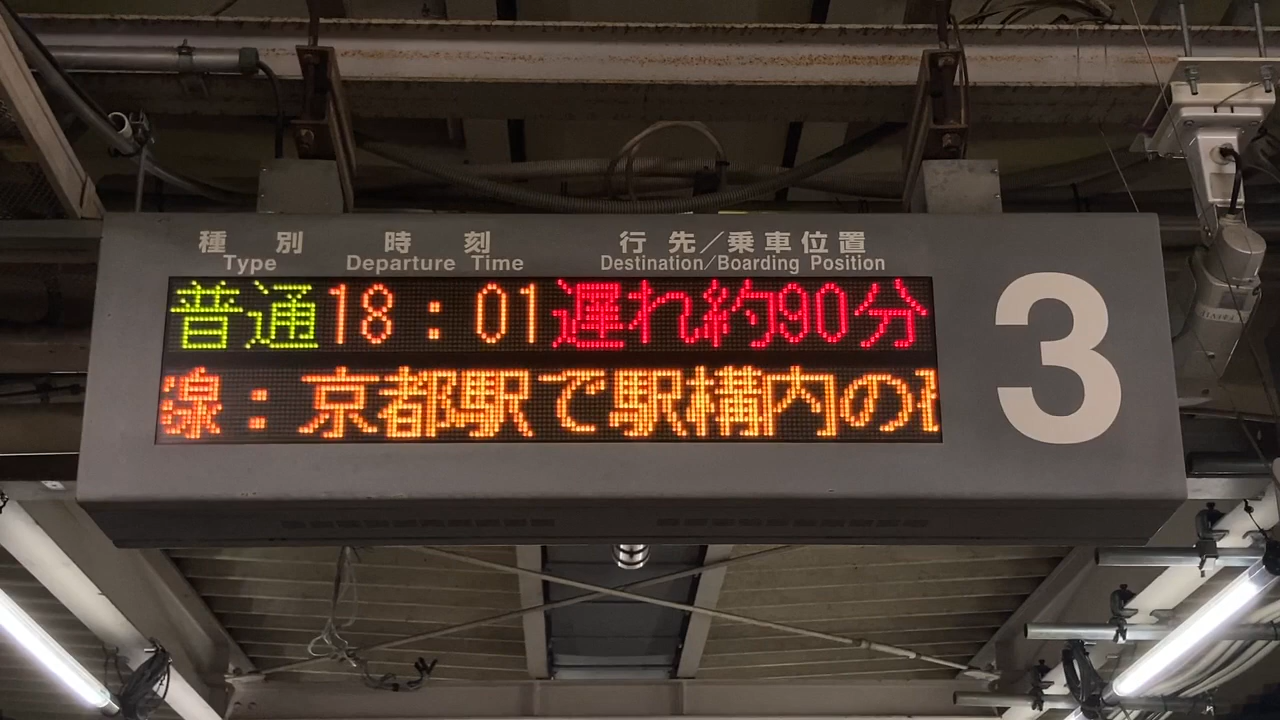 種別 時刻 行先／乗車位置
Type Departure Time Destination/Boarding Position
普通 18:01 遅れ約90分
線：京都駅で駅構内の
3